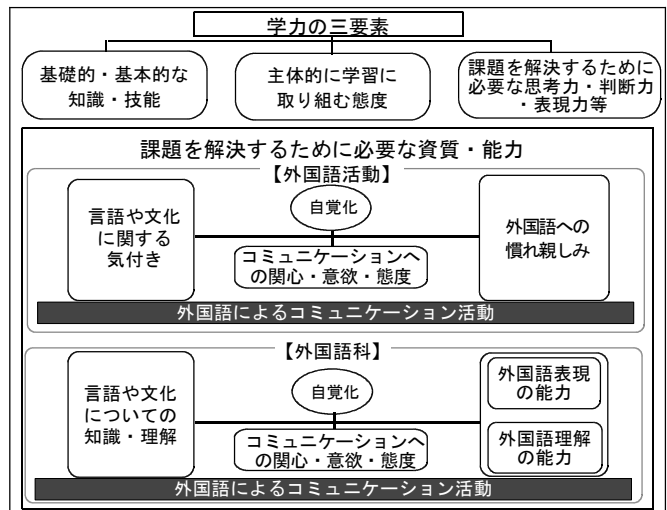 学力の三要素
基礎的・基本的な
知識・技能
主体的に学習に
取り組む態度
課題を解決するために
必要な思考力・判断力
・表現力等
課題を解決するために必要な資質・能力
【外国語活動】
言語や文化
に関する
気付き
自覚化
コミュニケーションへ
の関心・意欲・態度
外国語への
慣れ親しみ
外国語によるコミュニケーション活動
【外国語科】
言語や文化
についての
知識・理解
自覚化
コミュニケーションへ
の関心・意欲・態度
外国語表現
の能力
外国語理解
の能力
外国語によるコミュニケーション活動